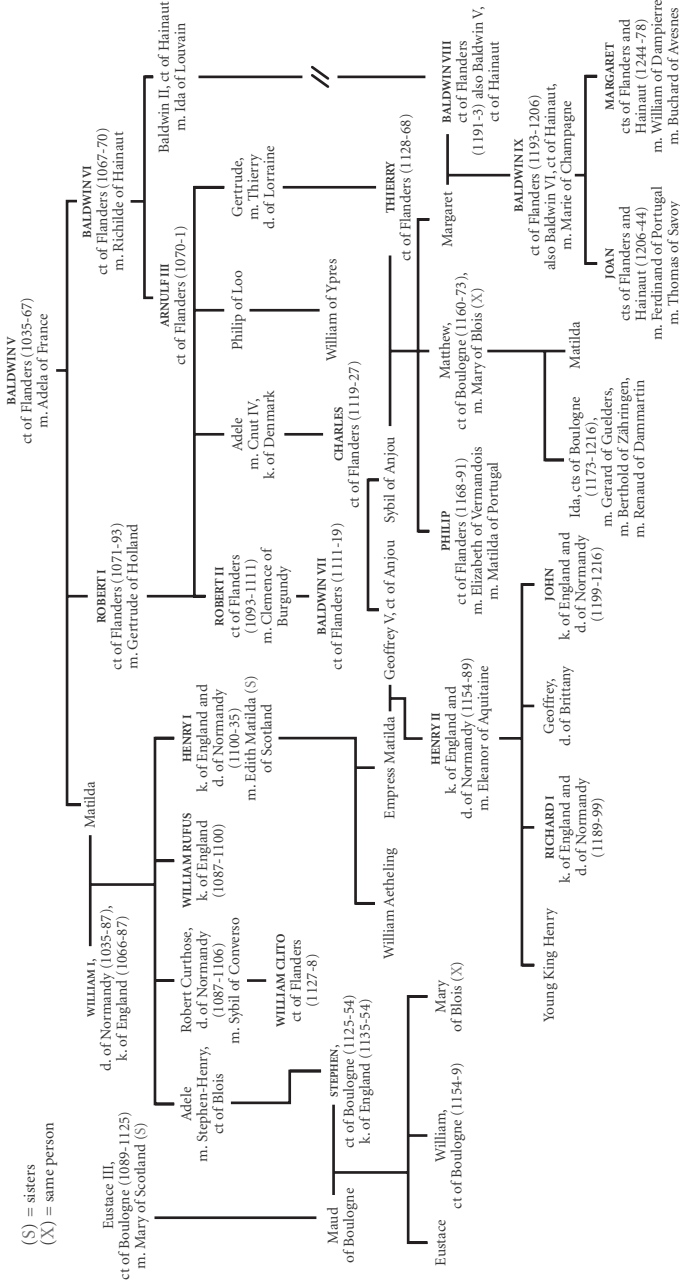 (S) = sisters
(X) = same person
BALDWIN V
ct of Flanders (1035-67)
m. Adela of France
WILLIAM I,
d. of Normandy (1035-87),
k. of England (1066-87)
Matilda
ROBERT I
ct of Flanders (1071-93)
m. Gertrude of Holland
BALDWIN VI
ct of Flanders (1067-70)
m. Richilde of Hainaut
Eustace III,
ct of Boulogne (1089-1125)
m. Mary of Scotland (S)
Adele
m. Stephen-Henry,
ct of Blois
Robert Curthose,
d. of Normandy
(1087-1106)
m. Sybil of Converso
WILLIAM RUFUS
k. of England
(1087-1100)
HENRY I
k. of England and
d. of Normandy
(1100-35)
m. Edith Matilda (S)
of Scotland
ROBERT II
ct of Flanders
(1093-1111)
m. Clemence of
Burgundy
Adele
m. Cnut IV,
k. of Denmark
Philip of Loo
Gertrude,
m. Thierry
d. of Lorraine
ARNULF III
ct of Flanders (1070-1)
Baldwin II, ct of Hainaut
m. Ida of Louvain
WILLIAM CLITO
ct of Flanders
(1127-8)
BALDWIN VII
ct of Flanders (1111-19)
CHARLES
ct of Flanders (1119-27)
William of Ypres
Maud
of Boulogne
STEPHEN,
ct of Boulogne (1125-54)
k. of England (1135-54)
William Aetheling
Empress Matilda
Geoffrey V, ct of Anjou
Sybil of Anjou
THIERRY
ct of Flanders (1128-68)
Eustace
William,
ct of Boulogne (1154-9)
Mary
of Blois (X)
HENRY II
k. of England and
d. of Normandy (1154-89)
m. Eleanor of Aquitaine
PHILIP
ct of Flanders (1168-91)
m. Elizabeth of Vermandois
m. Matilda of Portugal
Matthew,
ct of Boulogne (1160-73),
m. Mary of Blois (X)
Margaret
BALDWIN VIII
ct of Flanders
(1191-3) also Baldwin V,
ct of Hainaut
Young King Henry
RICHARD I
k. of England and
d. of Normandy
(1189-99)
Geoffrey,
d. of Brittany
JOHN
k. of England and
d. of Normandy
(1199-1216)
Ida, cts of Boulogne
(1173-1216),
m. Gerard of Guelders,
m. Berthold of Zähringen,
m. Renaud of Dammartin
Matilda
BALDWIN IX
ct of Flanders (1193-1206)
also Baldwin VI, ct of Hainaut,
m. Marie of Champagne
JOAN
cts of Flanders and
Hainaut (1206-44)
m. Ferdinand of Portugal
m. Thomas of Savoy
MARGARET
cts of Flanders and
Hainaut (1244-78)
m. William of Dampierre
m. Buchard of Avesnes